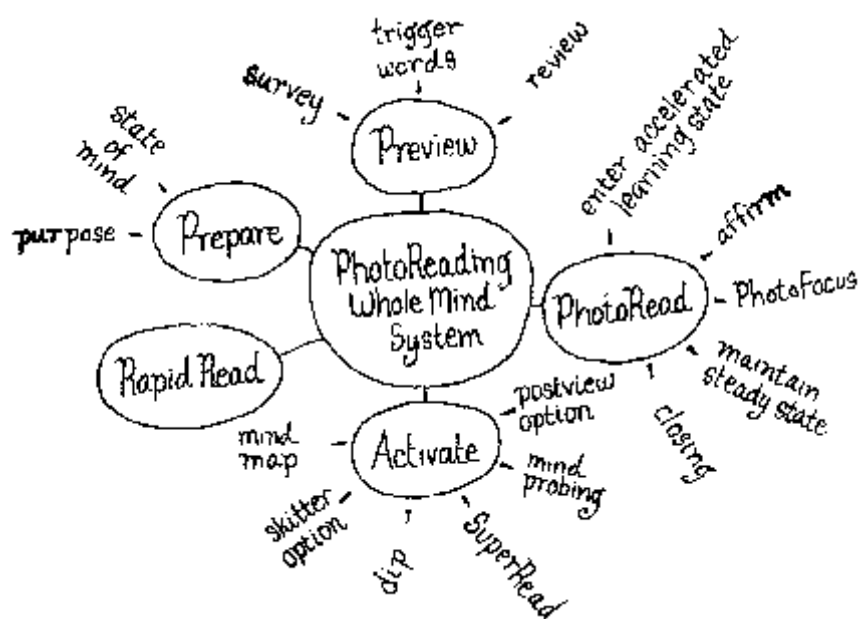 trigger
words
survey
review
Preview
state
of
mind
purpose
Prepare
enter accelerated
learning state
affirm
PhotoFocus
maintain
steady state
closing
PhotoRead
PhotoReading
Whole Mind
System
Rapid Read
Activate
postview
option
mind
probing
SuperRead
dip
skitter
option
mind
map